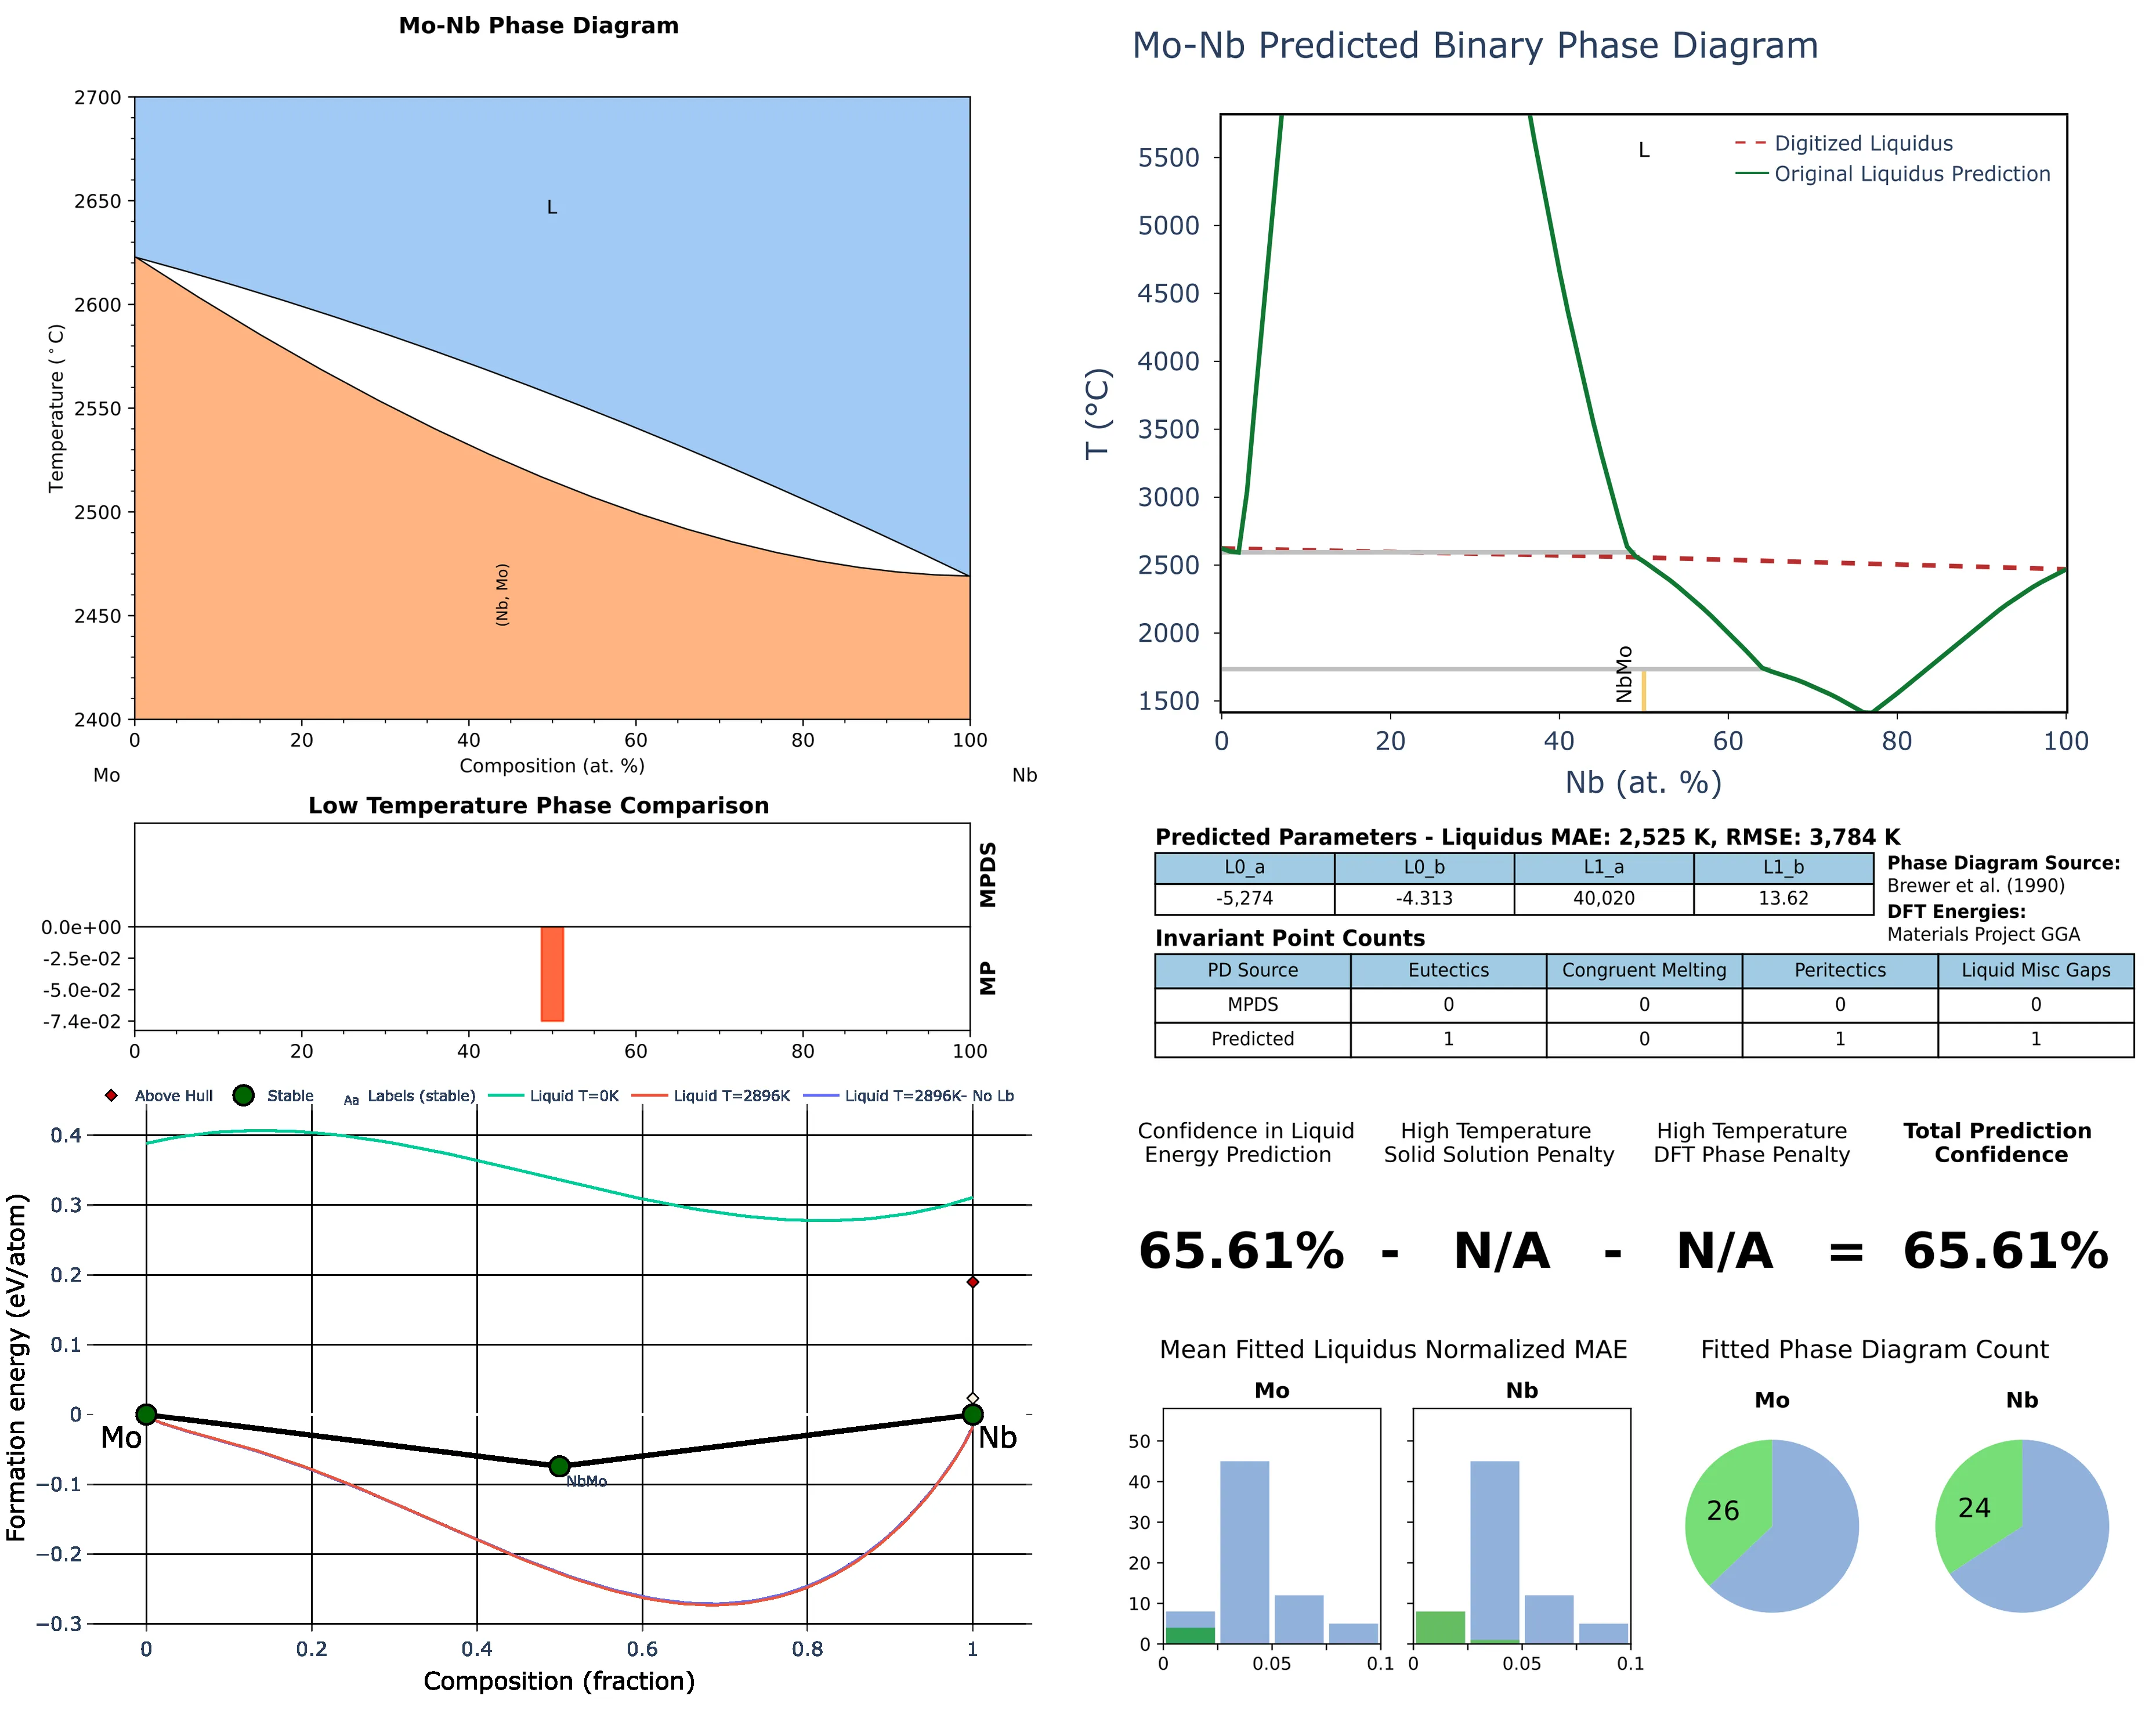 Mo-Nb Phase Diagram
2700
2650
2600
2550
2500
2450
2400
Temperature (°C)
L
(Nb, Mo)
0
20
40
60
80
100
Composition (at. %)
Mo
Nb
Low Temperature Phase Comparison
0.0e+00
-2.5e-02
-5.0e-02
-7.4e-02
MPDS
MP
0
20
40
60
80
100
Above Hull
Stable
Aa Labels (stable)
Liquid T=0K
Liquid T=2896K
Liquid T=2896K- No Lb
0.4
0.3
0.2
0.1
0
−0.1
−0.2
−0.3
Formation energy (eV/atom)
Mo
NbMo
Nb
0
0.2
0.4
0.6
0.8
1
Composition (fraction)
Mo-Nb Predicted Binary Phase Diagram
5500
5000
4500
4000
3500
3000
2500
2000
1500
T (°C)
L
Digitized Liquidus
Original Liquidus Prediction
NbMo
0
20
40
60
80
100
Nb (at. %)
Predicted Parameters - Liquidus MAE: 2,525 K, RMSE: 3,784 K
L0_a L0_b L1_a L1_b
-5,274 -4.313 40,020 13.62
Phase Diagram Source:
Brewer et al. (1990)
DFT Energies:
Materials Project GGA
Invariant Point Counts
PD Source Eutectics Congruent Melting Peritectics Liquid Misc Gaps
MPDS 0 0 0 0
Predicted 1 0 1 1
Confidence in Liquid
Energy Prediction
High Temperature
Solid Solution Penalty
High Temperature
DFT Phase Penalty
Total Prediction
Confidence
65.61% - N/A - N/A = 65.61%
Mean Fitted Liquidus Normalized MAE
Mo
Nb
50
40
30
20
10
0
0
0.05
0.1
0
0.05
0.1
Fitted Phase Diagram Count
Mo
Nb
26
24